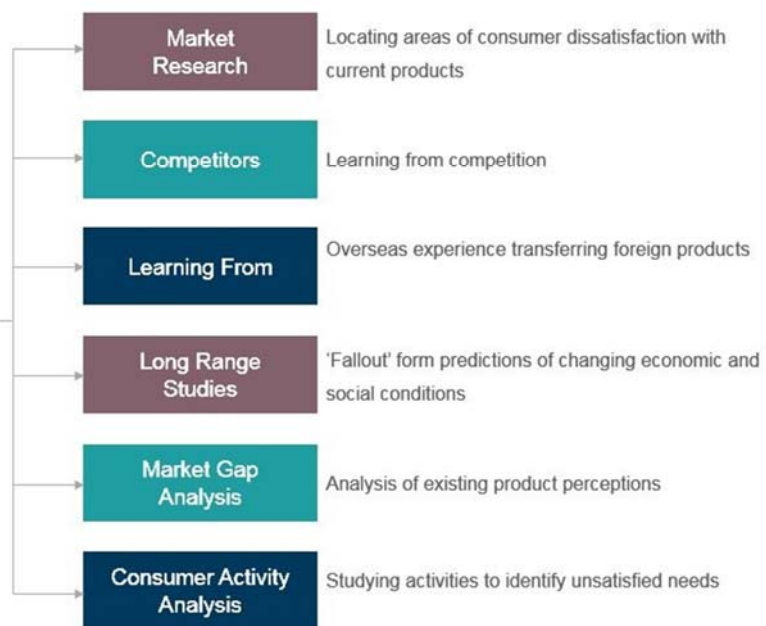 Market
Research
Locating areas of consumer dissatisfaction with
current products
Competitors
Learning from competition
Learning From
Overseas experience transferring foreign products
Long Range
Studies
'Fallout' form predictions of changing economic and
social conditions
Market Gap
Analysis
Analysis of existing product perceptions
Consumer Activity
Analysis
Studying activities to identify unsatisfied needs